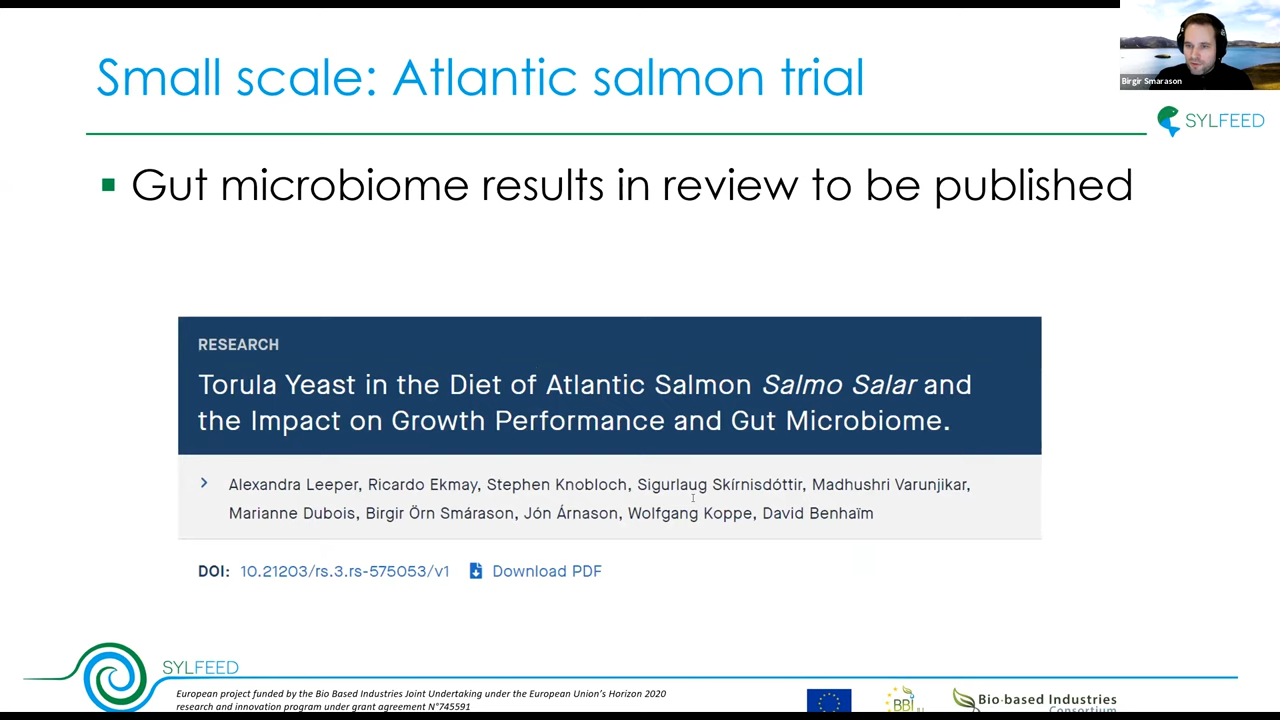 Small scale: Atlantic salmon trial
Birgir Smarason
SYLFEED
▪ Gut microbiome results in review to be published
RESEARCH
Torula Yeast in the Diet of Atlantic Salmon Salmo Salar and
the Impact on Growth Performance and Gut Microbiome.
Alexandra Leeper, Ricardo Ekmay, Stephen Knobloch, Sigurlaug Skírnisdóttir, Madhushri Varunjikar,
Marianne Dubois, Birgir Örn Smárason, Jón Árnason, Wolfgang Koppe, David Benhaïm
DOI: 10.21203/rs.3.rs-575053/v1 Download PDF
SYLFEED
European project funded by the Bio Based Industries Joint Undertaking under the European Union's Horizon 2020
research and innovation program under grant agreement N°745591
BBI
Bio-based Industries
Consortium